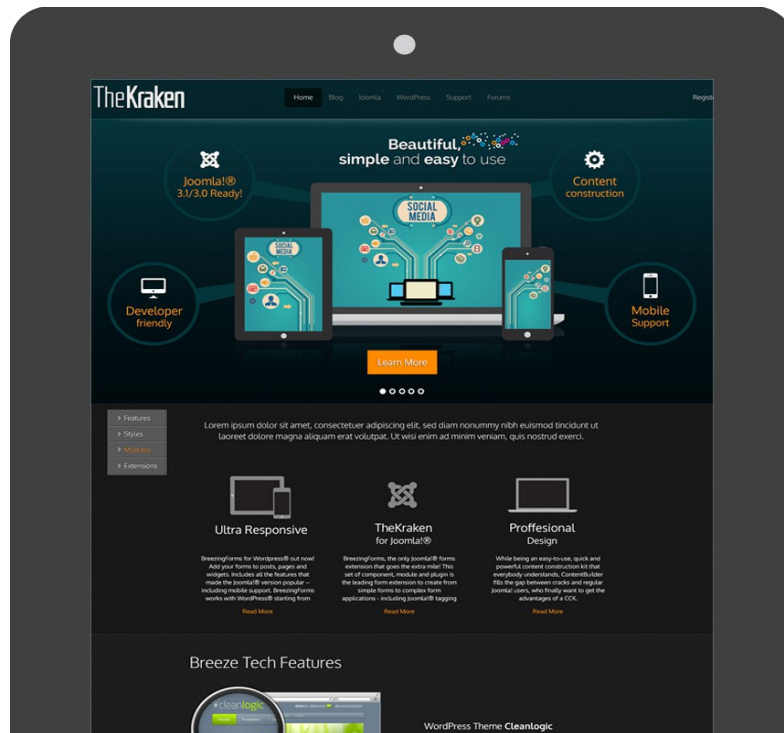 TheKraken
Home Blog Joomla WordPress Support Forums
Beautiful,
simple and easy to use
Joomla!®
3.1/3.0 Ready!
Content
construction
SOCIAL
MEDIA
SOCIAL
MEDIA
Developer
friendly
Mobile
Support
Learn More
> Features
> Styles
> Modules
> Extensions
Lorem ipsum dolor sit amet, consectetuer adipiscing elit, sed diam nonummy nibh euismod tincidunt ut
laoreet dolore magna aliquam erat volutpat. Ut wisi enim ad minim veniam, quis nostrud exerci.
Ultra Responsive
BreezingForms for Wordpress® out now!
Add your forms to posts, pages and
widgets. Includes all the features that
made the Joomla!® version popular –
including mobile support. BreezingForms
works with WordPress® starting from
Read More
TheKraken
for Joomla!®
BreezingForms, the only Joomla!® forms
extension that goes the extra mile! This
set of component, module and plugin is
the leading form extension to create from
simple forms to complex form
applications - including Joomla!® tagging
Read More
Proffesional
Design
While being an easy-to-use, quick and
powerful content construction kit that
everybody understands, ContentBuilder
fills the gap between cracks and regular
Joomla! users, who finally want to get the
advantages of a CCK.
Read More
Breeze Tech Features
cleanlogic
WordPress Theme Cleanlogic